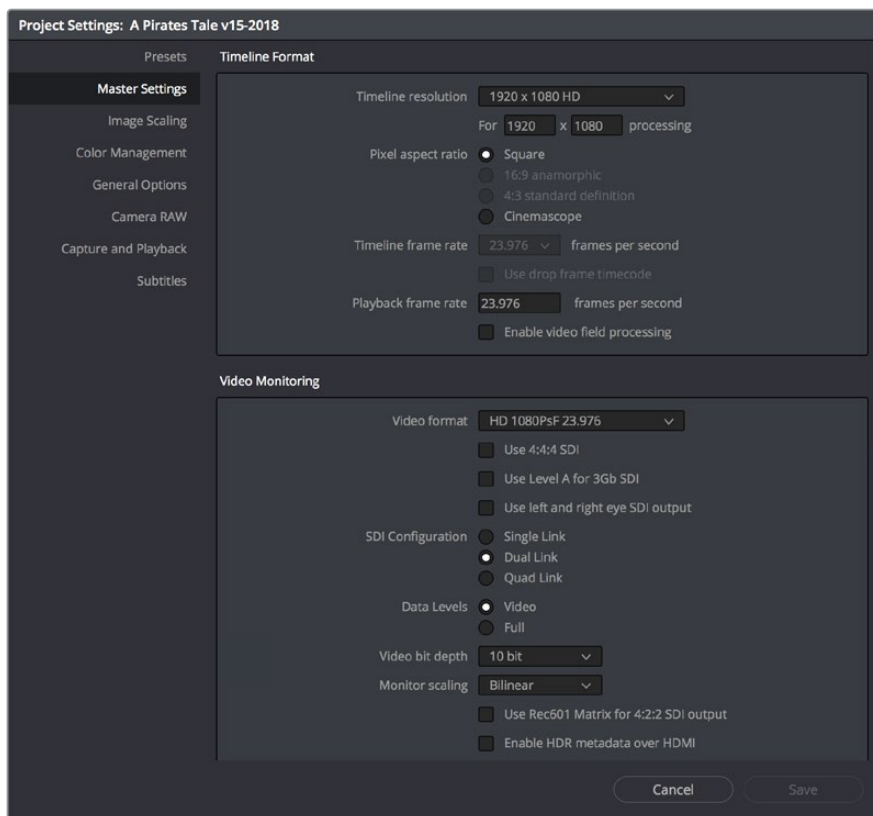 Project Settings: A Pirates Tale v15-2018
Presets
Master Settings
Image Scaling
Color Management
General Options
Camera RAW
Capture and Playback
Subtitles
Timeline Format
Timeline resolution 1920 x 1080 HD
For 1920 x 1080 processing
Pixel aspect ratio Square
16:9 anamorphic
4:3 standard definition
Cinemascope
Timeline frame rate 23.976 frames per second
Use drop frame timecode
Playback frame rate 23.976 frames per second
Enable video field processing
Video Monitoring
Video format HD 1080PsF 23.976
Use 4:4:4 SDI
Use Level A for 3Gb SDI
Use left and right eye SDI output
SDI Configuration Single Link
Dual Link
Quad Link
Data Levels Video
Full
Video bit depth 10 bit
Monitor scaling Bilinear
Use Rec601 Matrix for 4:2:2 SDI output
Enable HDR metadata over HDMI
Cancel Save